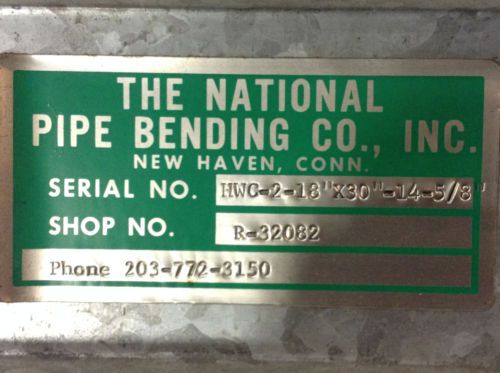 THE NATIONAL
PIPE BENDING CO., INC.
NEW HAVEN, CONN.
SERIAL NO. HWG-2-18"X30"-14-5/8"
SHOP NO. R-32082
Phone 203-772-3150